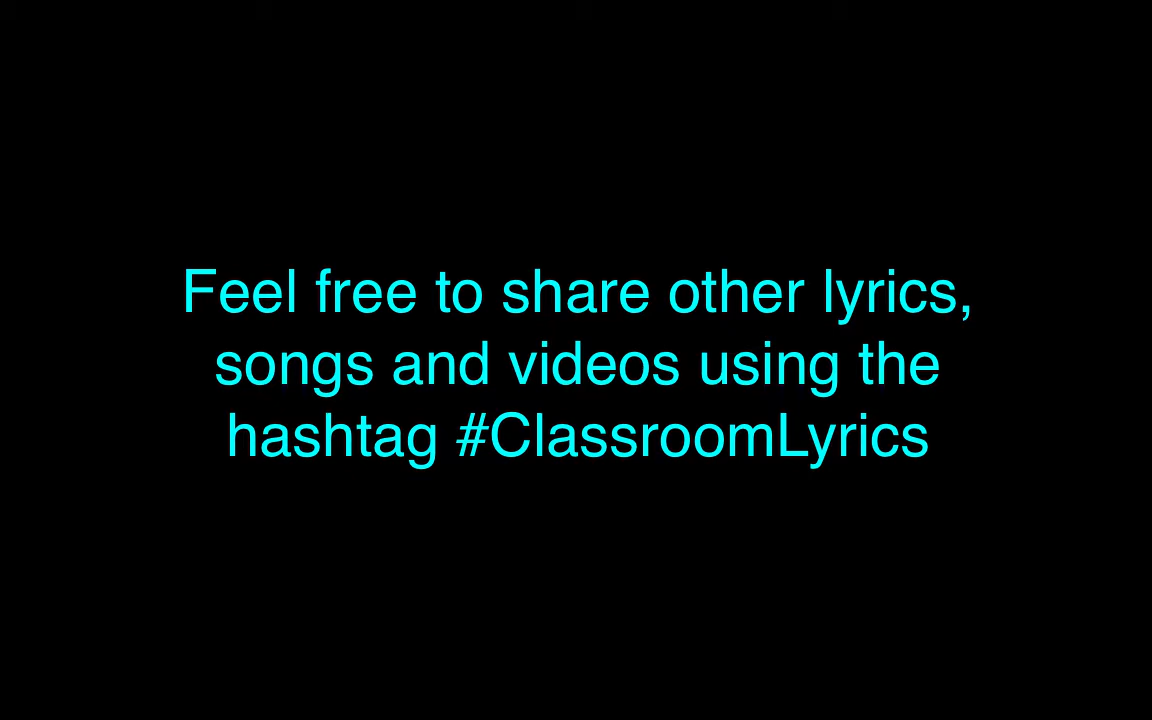 Feel free to share other lyrics,
songs and videos using the
hashtag #ClassroomLyrics